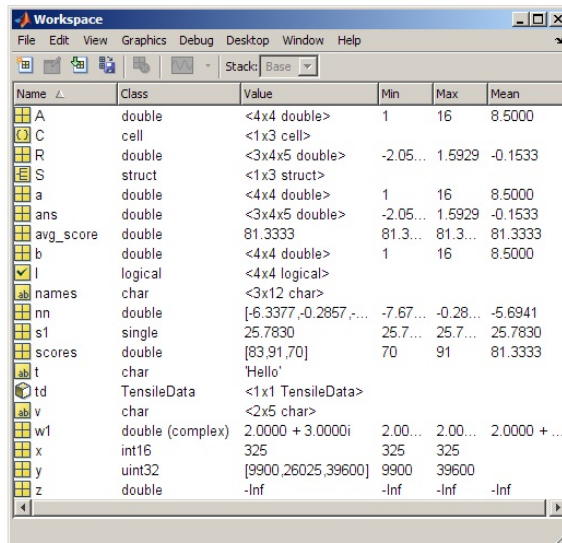 Workspace
File Edit View Graphics Debug Desktop Window Help
Stack: Base
Name Class Value Min Max Mean
A double <4x4 double> 1 16 8.5000
C cell <1x3 cell>
R double <3x4x5 double> -2.05... 1.5929 -0.1533
S struct <1x3 struct>
a double <4x4 double> 1 16 8.5000
ans double <3x4x5 double> -2.05... 1.5929 -0.1533
avg_score double 81.3333 81.3... 81.3... 81.3333
b double <4x4 double> 1 16 8.5000
l logical <4x4 logical>
ab names char <3x12 char>
nn double [-6.3377,-0.2857,-... -7.67... -0.28... -5.6941
s1 single 25.7830 25.7... 25.7... 25.7830
scores double [83,91,70] 70 91 81.3333
ab t char 'Hello'
td TensileData <1x1 TensileData>
ab v char <2x5 char>
w1 double (complex) 2.0000 + 3.0000i 2.00... 2.00... 2.0000 + ...
x int16 325 325 325
y uint32 [9900,26025,39600] 9900 39600
z double -Inf -Inf -Inf -Inf